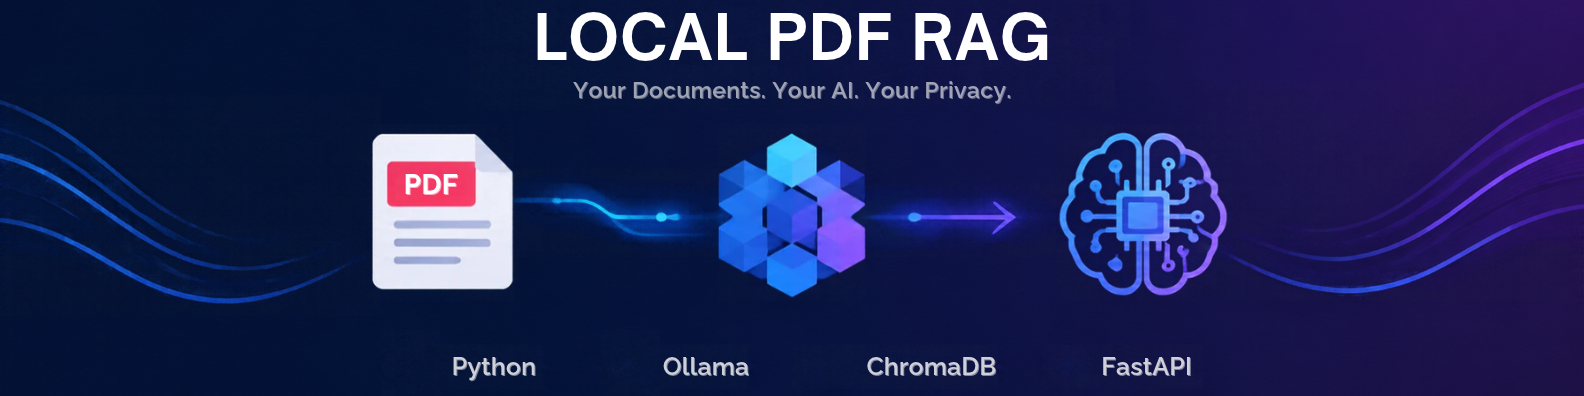 LOCAL PDF RAG
Your Documents. Your AI. Your Privacy.
PDF
Python Ollama ChromaDB FastAPI